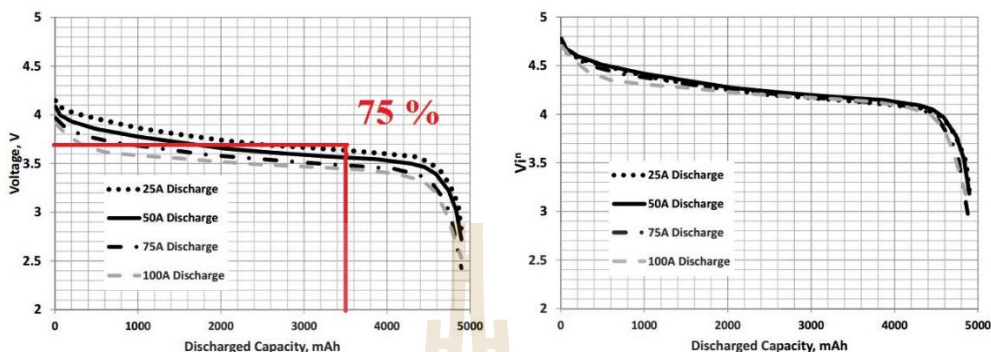 5
4.5
4
3.5
3
2.5
2
Voltage, V
75 %
25A Discharge
50A Discharge
75A Discharge
100A Discharge
0 1000 2000 3000 4000 5000
Discharged Capacity, mAh
5
4.5
4
3.5
3
2.5
2
25A Discharge
50A Discharge
75A Discharge
100A Discharge
0 1000 2000 3000 4000 5000
Discharged Capacity, mAh